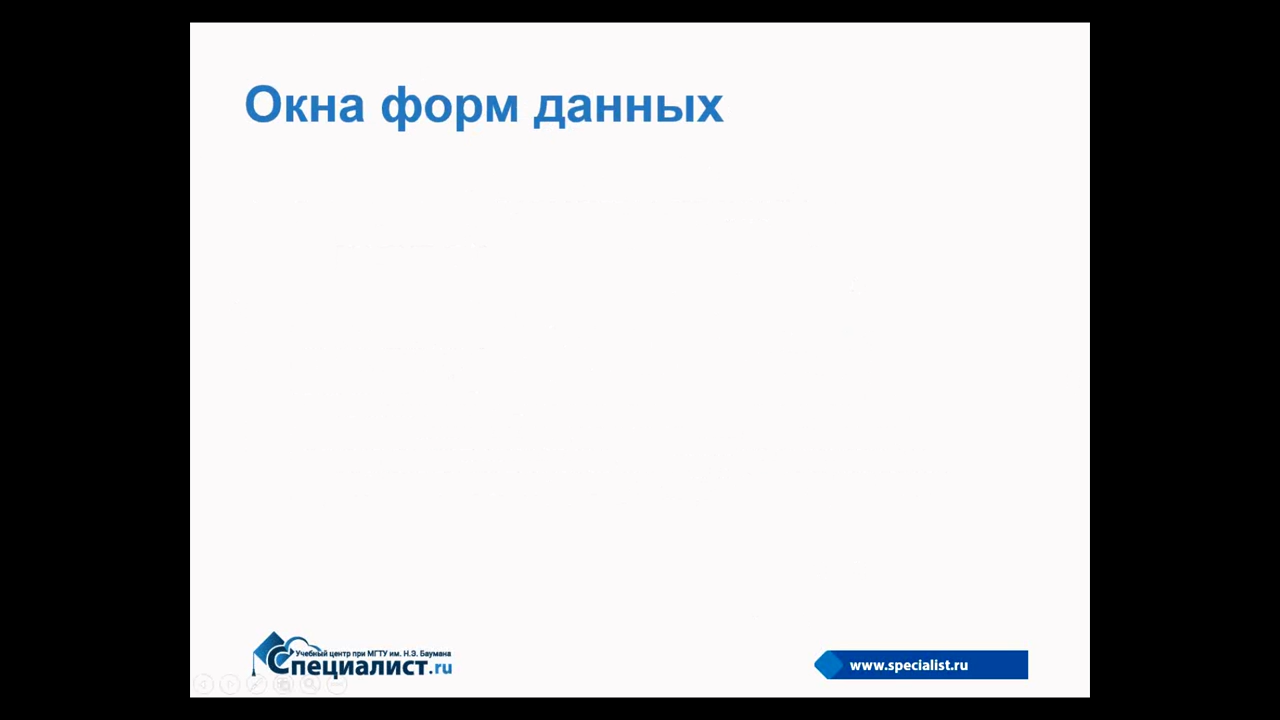 Окна форм данных
Учебный центр при МГТУ им. Н.Э. Баумана
Специалист.ru
www.specialist.ru